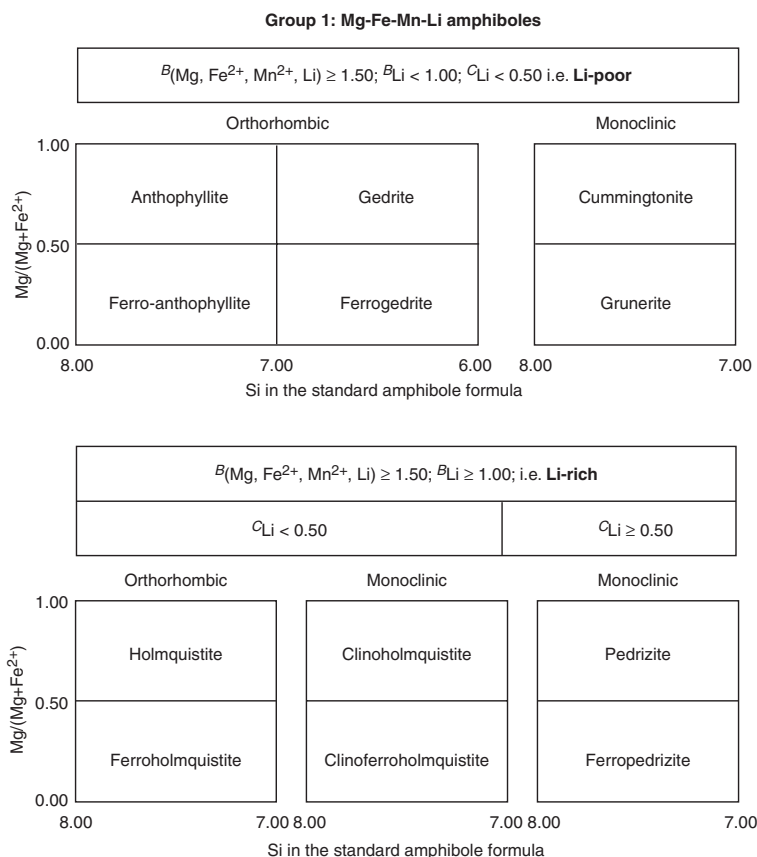 Group 1: Mg-Fe-Mn-Li amphiboles
B(Mg, Fe2+, Mn2+, Li) ≥ 1.50; BLi < 1.00; CLi < 0.50 i.e. Li-poor
Orthorhombic
Monoclinic
1.00
0.50
0.00
Mg/(Mg+Fe2+)
Anthophyllite
Gedrite
Cummingtonite
Ferro-anthophyllite
Ferrogedrite
Grunerite
8.00
7.00
6.00
8.00
7.00
Si in the standard amphibole formula
B(Mg, Fe2+, Mn2+, Li) ≥ 1.50; BLi ≥ 1.00; i.e. Li-rich
CLi < 0.50
CLi ≥ 0.50
Orthorhombic
Monoclinic
Monoclinic
1.00
0.50
0.00
Mg/(Mg+Fe2+)
Holmquistite
Clinoholmquistite
Pedrizite
Ferroholmquistite
Clinoferroholmquistite
Ferropedrizite
8.00
7.00
8.00
7.00
8.00
7.00
Si in the standard amphibole formula